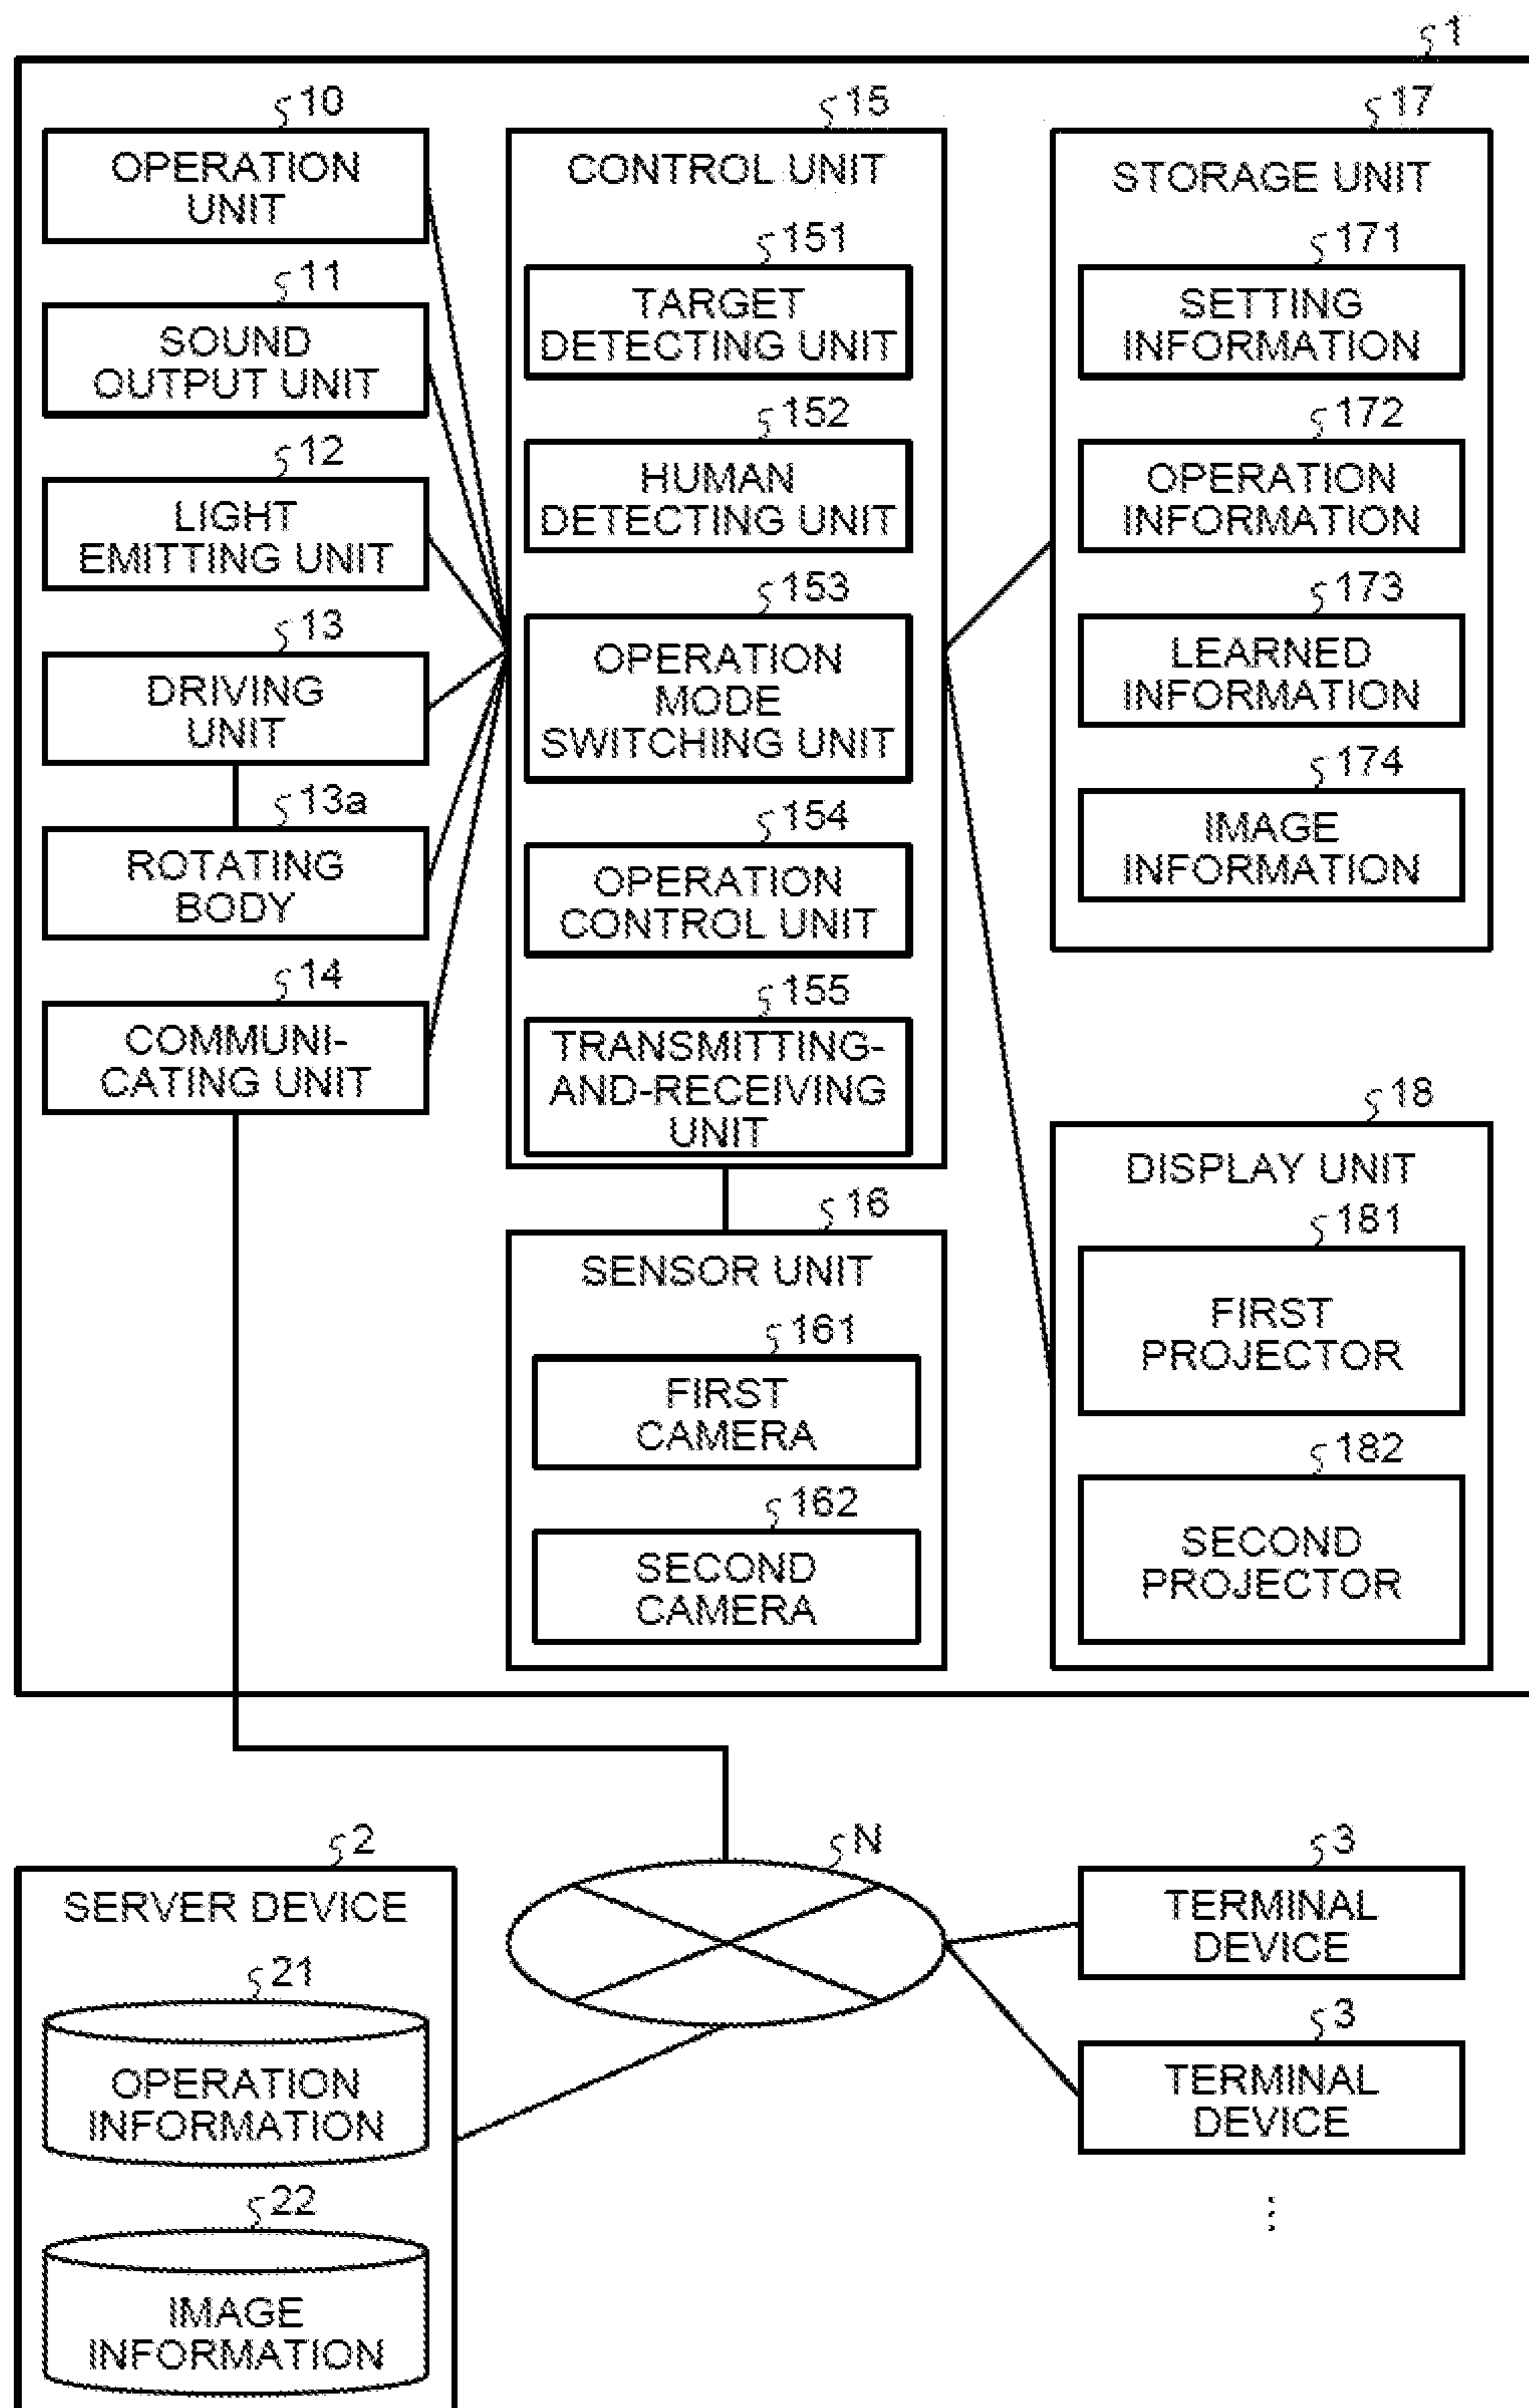 1
10
OPERATION
UNIT
11
SOUND
OUTPUT UNIT
12
LIGHT
EMITTING UNIT
13
DRIVING
UNIT
13a
ROTATING
BODY
14
COMMUNI-
CATING UNIT
15
CONTROL UNIT
151
TARGET
DETECTING UNIT
152
HUMAN
DETECTING UNIT
153
OPERATION
MODE
SWITCHING UNIT
154
OPERATION
CONTROL UNIT
155
TRANSMITTING-
AND-RECEIVING
UNIT
16
SENSOR UNIT
161
FIRST
CAMERA
162
SECOND
CAMERA
17
STORAGE UNIT
171
SETTING
INFORMATION
172
OPERATION
INFORMATION
173
LEARNED
INFORMATION
174
IMAGE
INFORMATION
18
DISPLAY UNIT
181
FIRST
PROJECTOR
182
SECOND
PROJECTOR
2
SERVER DEVICE
21
OPERATION
INFORMATION
22
IMAGE
INFORMATION
N
3
TERMINAL
DEVICE
3
TERMINAL
DEVICE
⋮